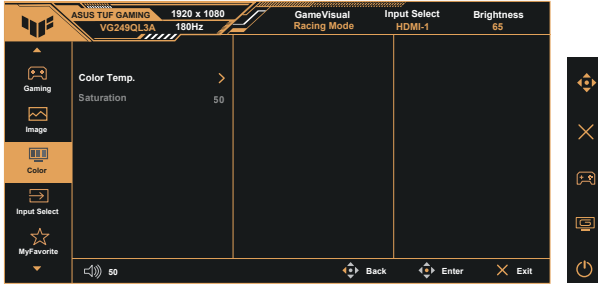 ASUS TUF GAMING 1920 x 1080 GameVisual Input Select Brightness
VG249QL3A 180Hz Racing Mode HDMI-1 65
Gaming
Color Temp. >
Saturation 50
Image
Color
Input Select
MyFavorite
50 Back Enter Exit